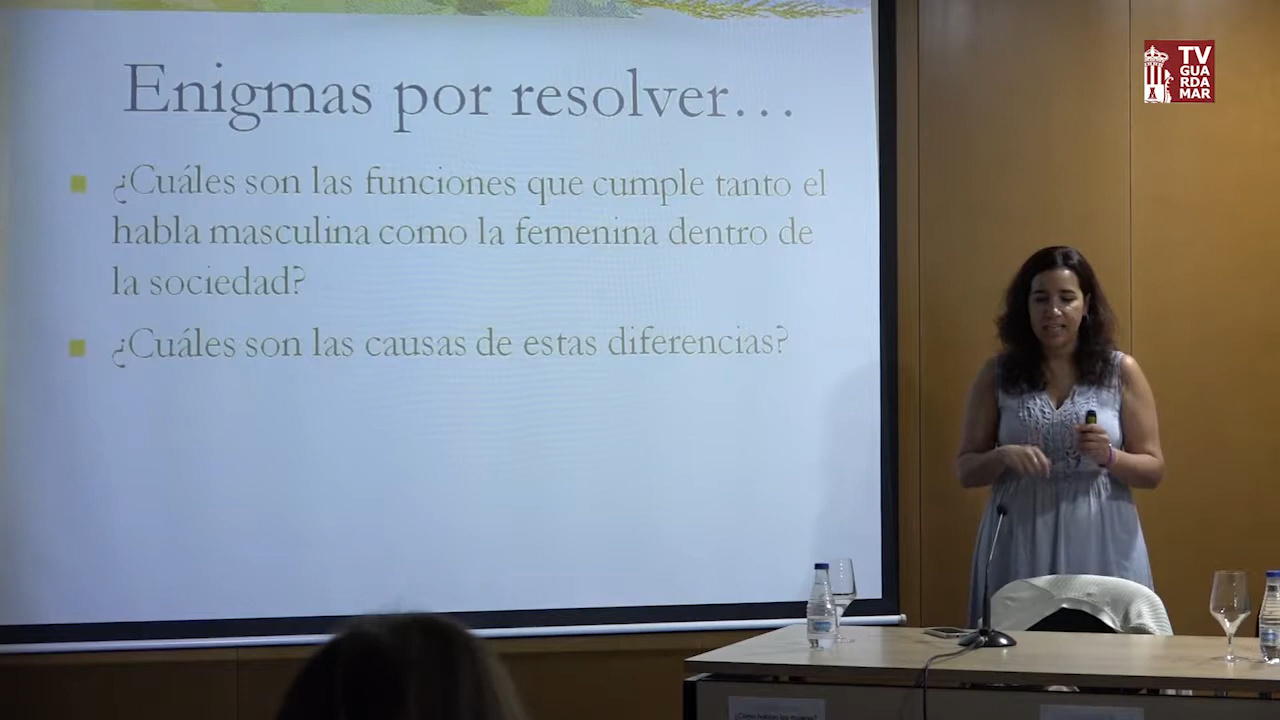 Enigmas por resolver…
¿Cuáles son las funciones que cumple tanto el
habla masculina como la femenina dentro de
la sociedad?
¿Cuáles son las causas de estas diferencias?
TV
GUA
RDA
MAR